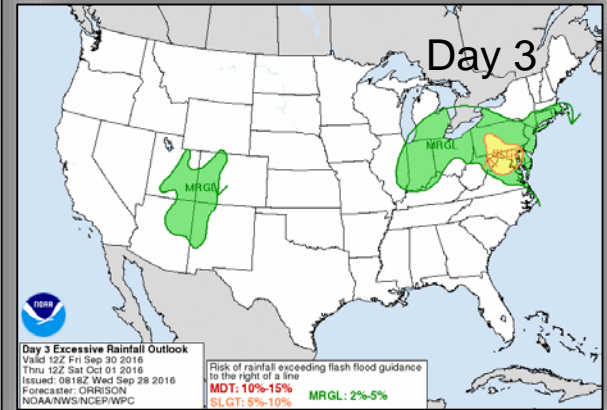 Day 3
MRGL
MRGL
SLGT
NOAA
Day 3 Excessive Rainfall Outlook
Valid 12Z Fri Sep 30 2016
Thru 12Z Sat Oct 01 2016
Issued: 0818Z Wed Sep 28 2016
Forecaster: ORRISON
NOAA/NWS/NCEP/WPC
Risk of rainfall exceeding flash flood guidance
to the right of a line
MDT: 10%-15%
SLGT: 5%-10%
MRGL: 2%-5%